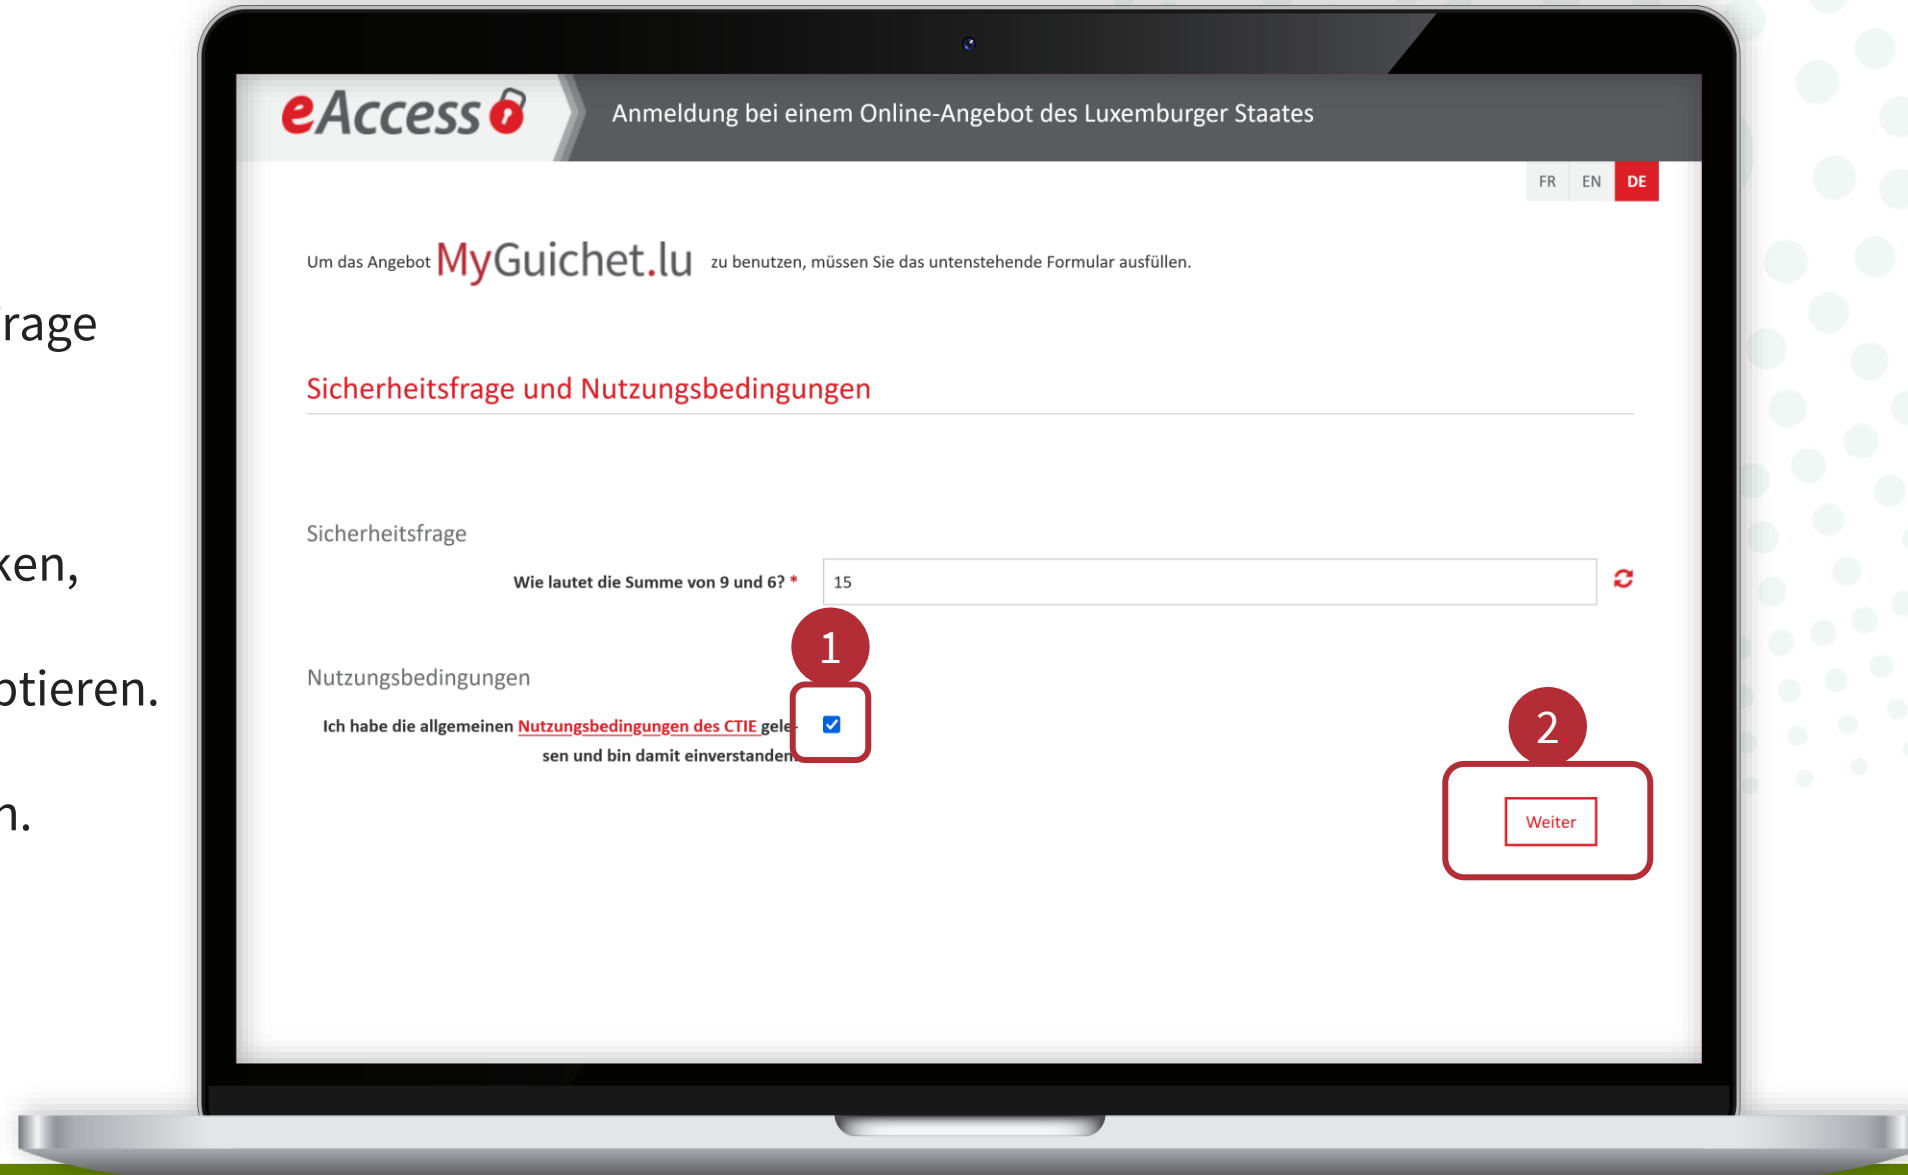 eAccess
Anmeldung bei einem Online-Angebot des Luxemburger Staates
FR EN DE
Um das Angebot MyGuichet.lu zu benutzen, müssen Sie das untenstehende Formular ausfüllen.
rage
Sicherheitsfrage und Nutzungsbedingungen
Sicherheitsfrage
ken,
Wie lautet die Summe von 9 und 6? * 15
1
Nutzungsbedingungen
ptieren.
Ich habe die allgemeinen Nutzungsbedingungen des CTIE gele-
sen und bin damit einverstanden.
2
n.
Weiter